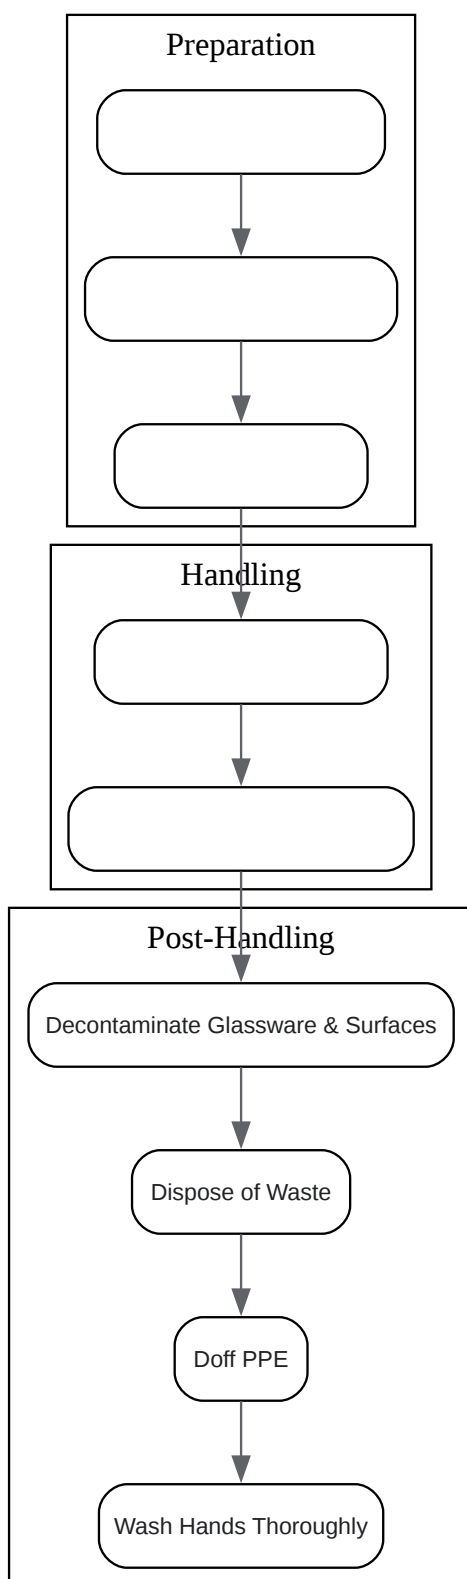 Preparation
Handling
Post-Handling
Decontaminate Glassware & Surfaces
Dispose of Waste
Doff PPE
Wash Hands Thoroughly